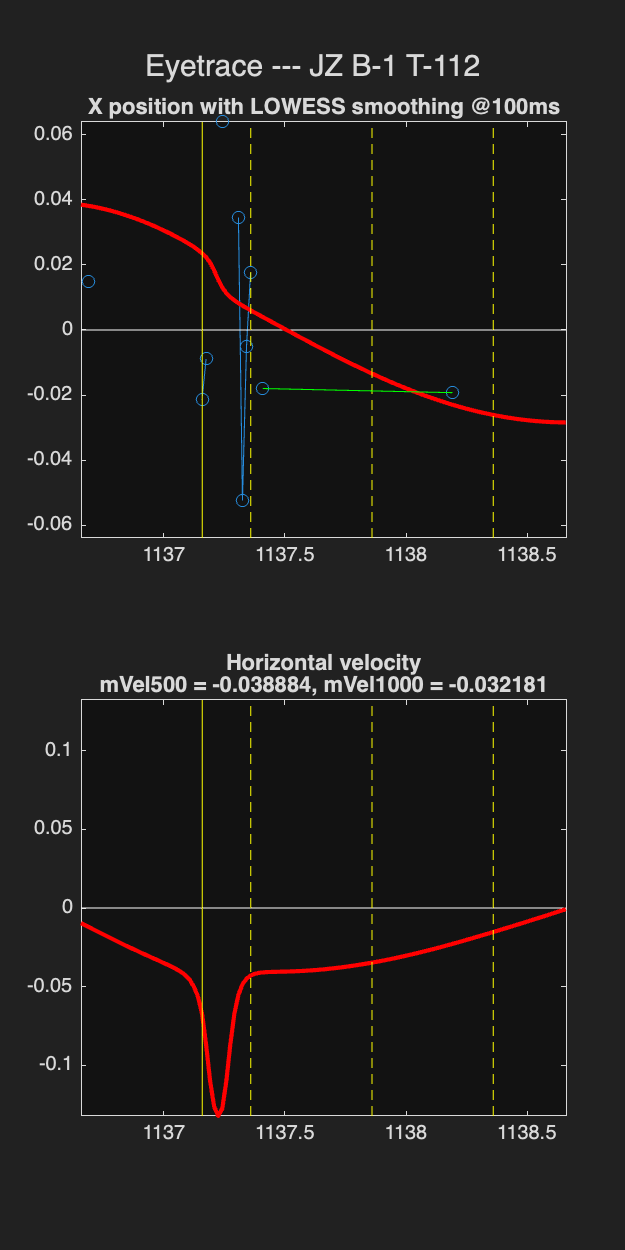 Eyetrace --- JZ B-1 T-112
X position with LOWESS smoothing @100ms
0.06
0.04
0.02
0
-0.02
-0.04
-0.06
1137 1137.5 1138 1138.5
Horizontal velocity
mVel500 = -0.038884, mVel1000 = -0.032181
0.1
0.05
0
-0.05
-0.1
1137 1137.5 1138 1138.5